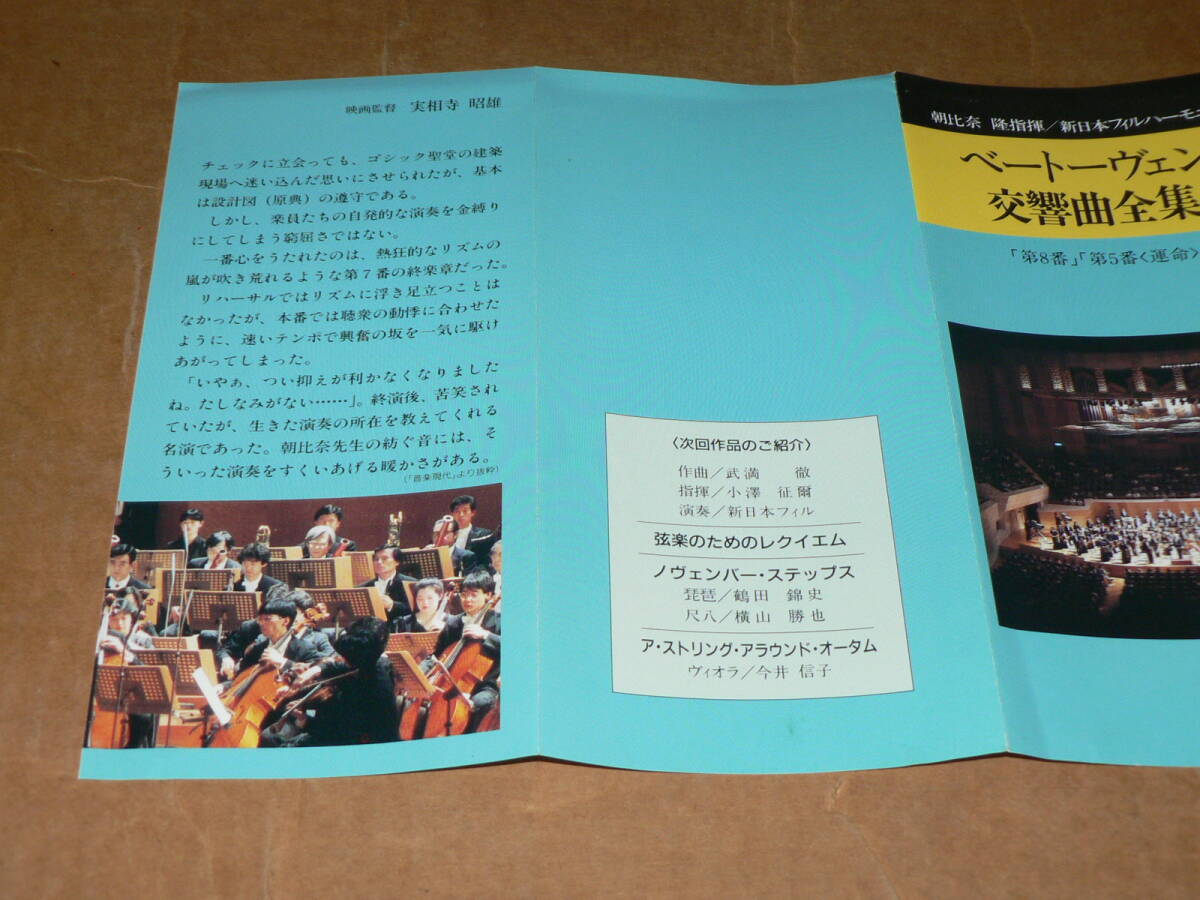 映画監督 実相寺 昭雄
チェックに立会っても、ゴシック聖堂の建築
現場へ迷い込んだ思いにさせられたが、基本
は設計図（原典）の遵守である。
しかし、楽員たちの自発的な演奏を金縛り
にしてしまう窮屈さではない。
一番心をうたれたのは、熱狂的なリズムの
嵐が吹き荒れるような第７番の終楽章だった。
リハーサルではリズムに浮き足立つことは
なかったが、本番では聴衆の動悸に合わせた
ように、速いテンポで興奮の坂を一気に駆け
あがってしまった。
「いやぁ、つい抑えが利かなくなりました
ね。たしなみがない……」。終演後、苦笑され
ていたが、生きた演奏の所在を教えてくれる
名演であった。朝比奈先生の紡ぐ音には、そ
ういった演奏をすくいあげる暖かさがある。
（「音楽現代」より抜粋）
〈次回作品のご紹介〉
作曲／武満 徹
指揮／小澤 征爾
演奏／新日本フィル
弦楽のためのレクイエム
ノヴェンバー・ステップス
琵琶／鶴田 錦史
尺八／横山 勝也
ア・ストリング・アラウンド・オータム
ヴィオラ／今井 信子
朝比奈 隆指揮／新日本フィルハーモニ
ベートーヴェン
交響曲全集
「第8番」「第5番〈運命〉